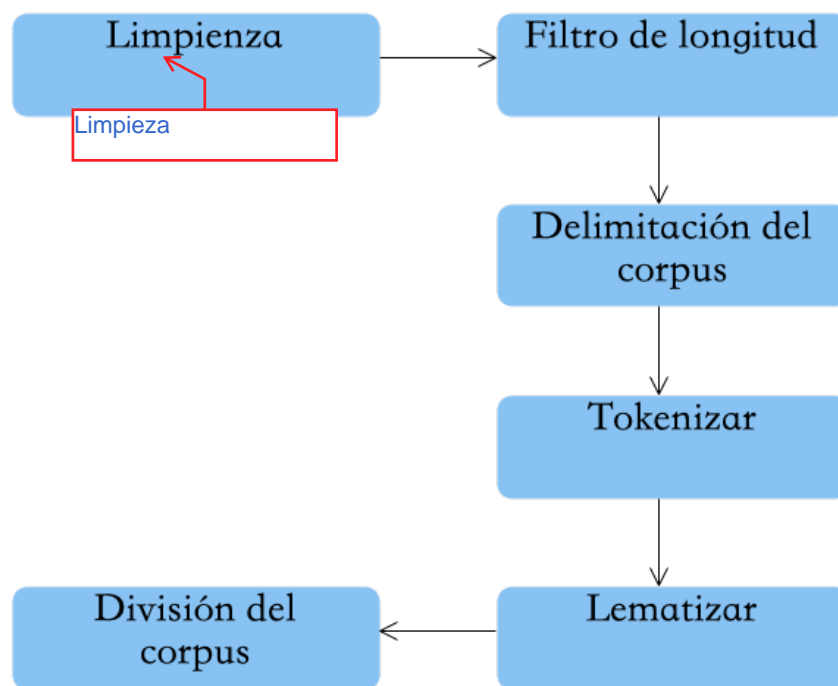 Limpienza
Limpieza
Filtro de longitud
Delimitación del
corpus
Tokenizar
Lematizar
División del
corpus